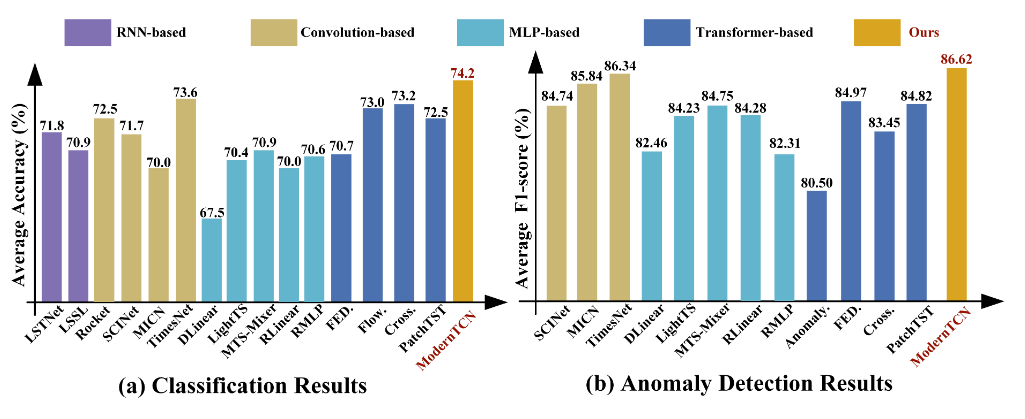 RNN-based Convolution-based MLP-based Transformer-based Ours
Average Accuracy (%)
71.8 70.9 72.5 71.7 70.0 73.6 67.5 70.4 70.9 70.0 70.6 70.7 73.0 73.2 72.5 74.2
LSTNet LSSL Rocket SCINet MICN TimesNet DLinear LightTS MTS-Mixer RLinear RMLP FED. Flow. Cross. PatchTST ModernTCN
(a) Classification Results
Average F1-score (%)
84.74 85.84 86.34 82.46 84.23 84.75 84.28 82.31 80.50 84.97 83.45 84.82 86.62
SCINet MICN TimesNet DLinear LightTS MTS-Mixer RLinear RMLP Anomaly. FED. Cross. PatchTST ModernTCN
(b) Anomaly Detection Results